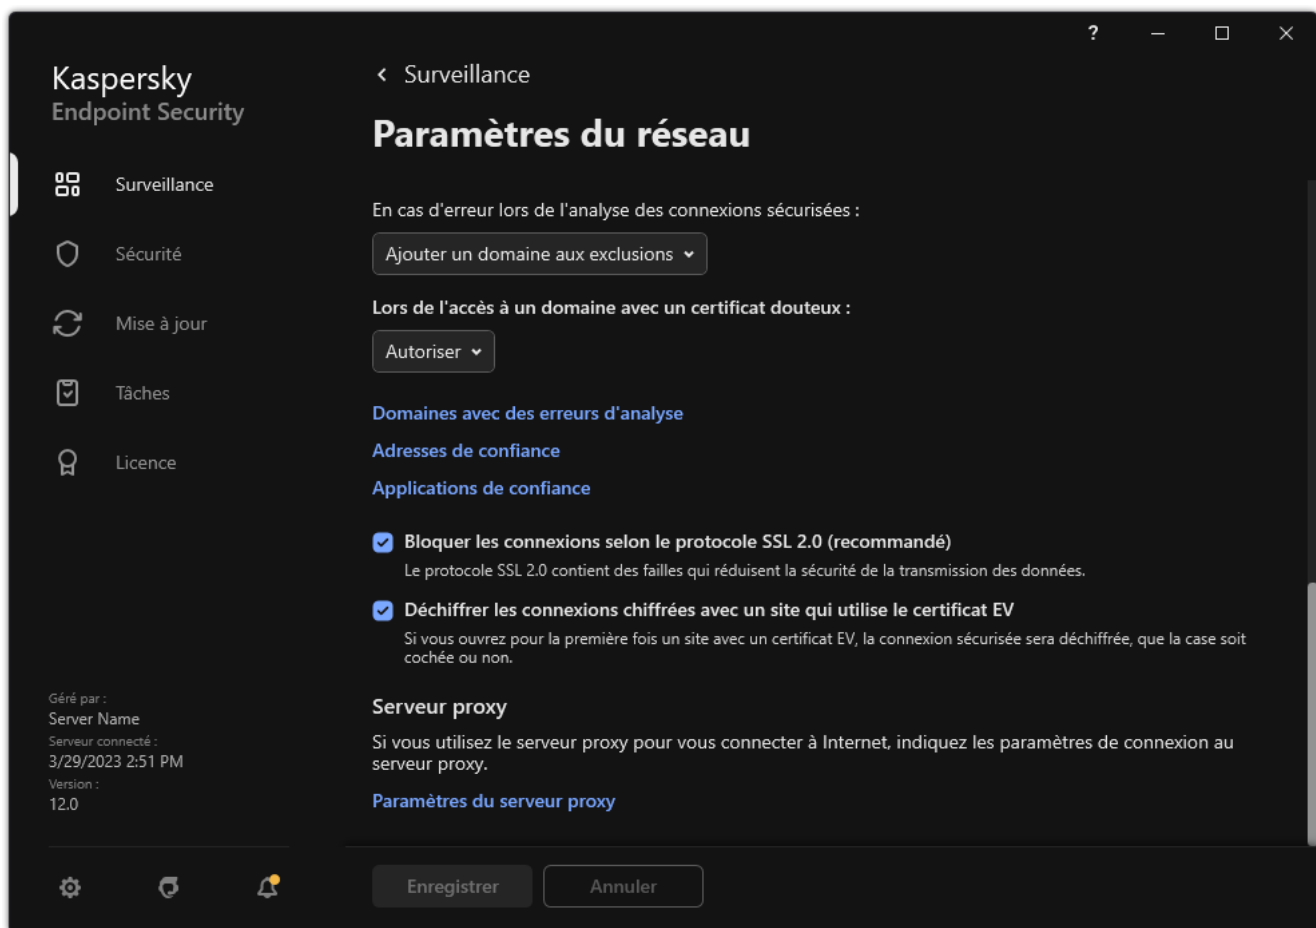 ?
Kaspersky
Endpoint Security
Surveillance
Sécurité
Mise à jour
Tâches
Licence
Géré par :
Server Name
Serveur connecté :
3/29/2023 2:51 PM
Version :
12.0
Surveillance
Paramètres du réseau
En cas d'erreur lors de l'analyse des connexions sécurisées :
Ajouter un domaine aux exclusions
Lors de l'accès à un domaine avec un certificat douteux :
Autoriser
Domaines avec des erreurs d'analyse
Adresses de confiance
Applications de confiance
Bloquer les connexions selon le protocole SSL 2.0 (recommandé)
Le protocole SSL 2.0 contient des failles qui réduisent la sécurité de la transmission des données.
Déchiffrer les connexions chiffrées avec un site qui utilise le certificat EV
Si vous ouvrez pour la première fois un site avec un certificat EV, la connexion sécurisée sera déchiffrée, que la case soit
cochée ou non.
Serveur proxy
Si vous utilisez le serveur proxy pour vous connecter à Internet, indiquez les paramètres de connexion au
serveur proxy.
Paramètres du serveur proxy
Enregistrer
Annuler